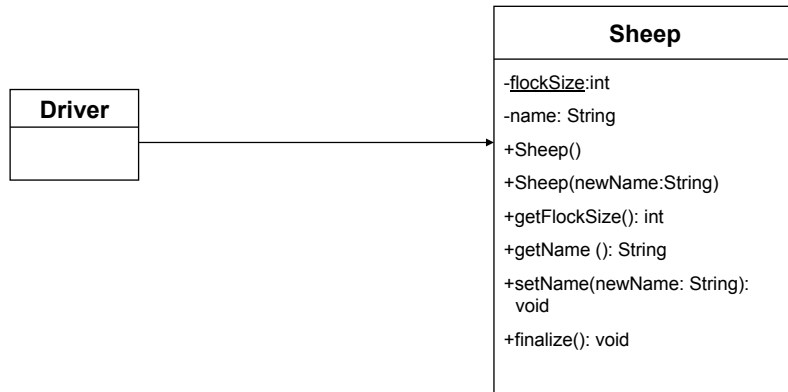 Driver
Sheep
-flockSize:int
-name: String
+Sheep()
+Sheep(newName:String)
+getFlockSize(): int
+getName (): String
+setName(newName: String):
void
+finalize(): void